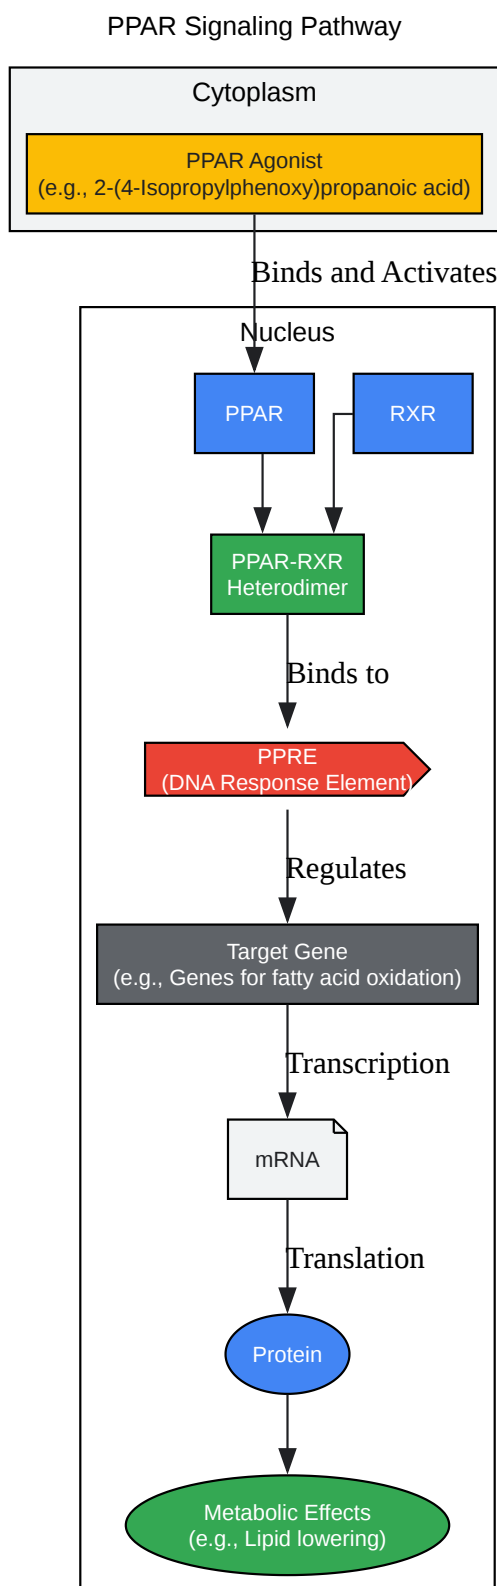 PPAR Signaling Pathway
Cytoplasm
PPAR Agonist
(e.g., 2-(4-Isopropylphenoxy)propanoic acid)
Binds and Activates
Nucleus
PPAR
RXR
PPAR-RXR
Heterodimer
Binds to
PPRE
(DNA Response Element)
Regulates
Target Gene
(e.g., Genes for fatty acid oxidation)
Transcription
mRNA
Translation
Protein
Metabolic Effects
(e.g., Lipid lowering)